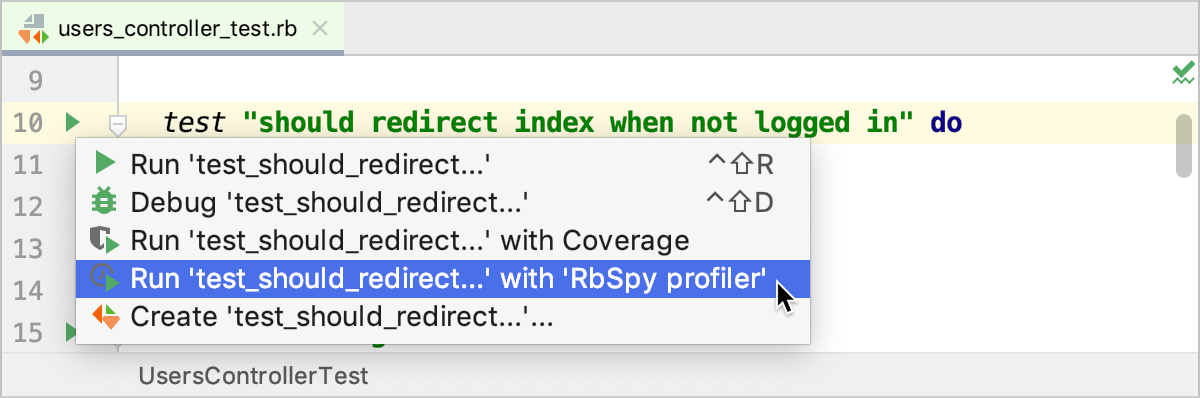 users_controller_test.rb
9
10 test "should redirect index when not logged in" do
11
Run 'test_should_redirect...' ^⇧R
12
Debug 'test_should_redirect...' ^⇧D
13
Run 'test_should_redirect...' with Coverage
14
Run 'test_should_redirect...' with 'RbSpy profiler'
15
Create 'test_should_redirect...'...
UsersControllerTest